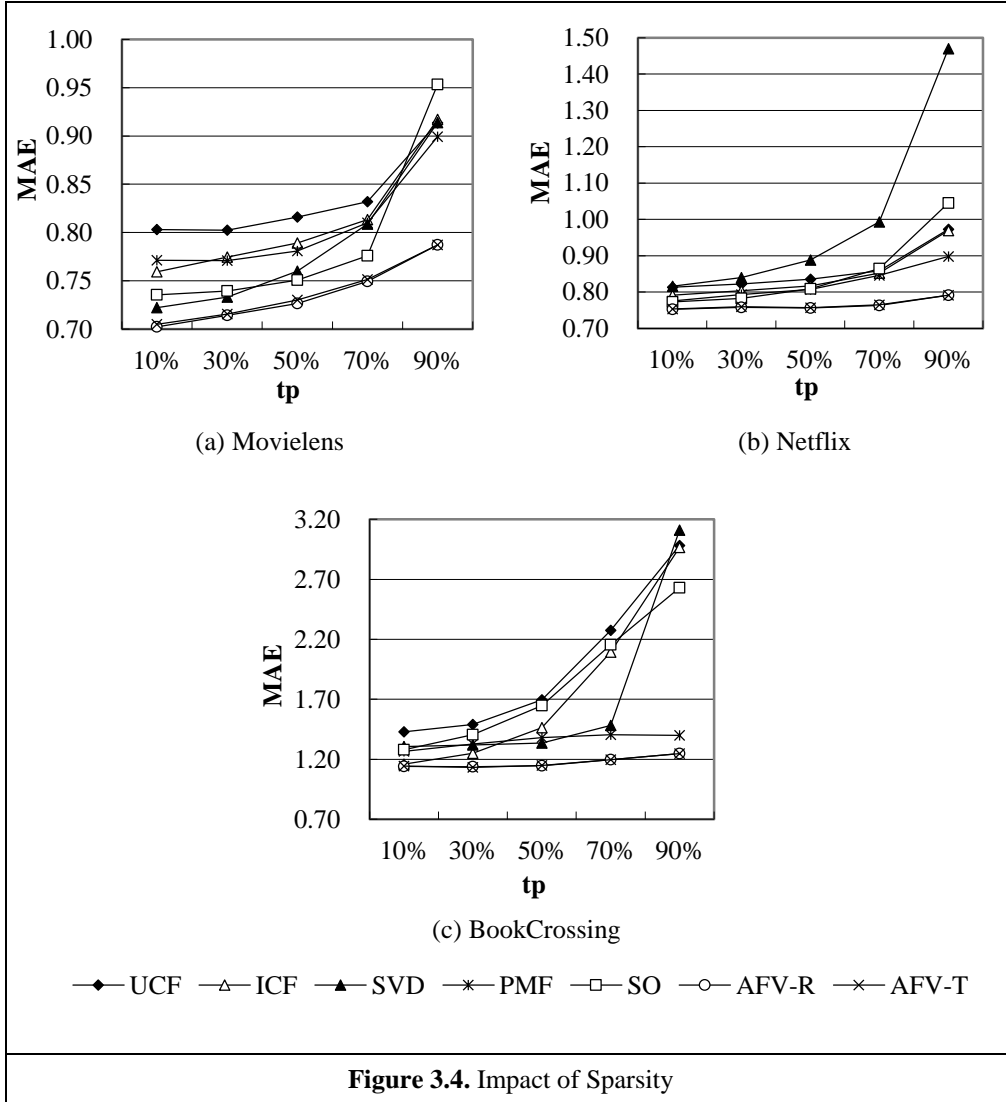 1.00
0.95
0.90
0.85
0.80
0.75
0.70
MAE
10% 30% 50% 70% 90%
tp
(a) Movielens
1.50
1.40
1.30
1.20
1.10
1.00
0.90
0.80
0.70
MAE
10% 30% 50% 70% 90%
tp
(b) Netflix
3.20
2.70
2.20
1.70
1.20
0.70
MAE
10% 30% 50% 70% 90%
tp
(c) BookCrossing
UCF ICF SVD PMF SO AFV-R AFV-T
Figure 3.4. Impact of Sparsity